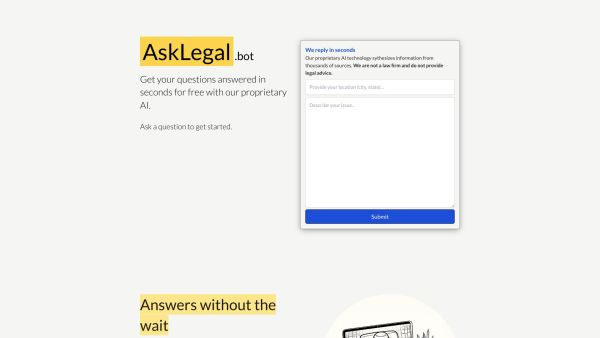 AskLegal.bot
Get your questions answered in
seconds for free with our proprietary
AI.
Ask a question to get started.
We reply in seconds
Our proprietary AI technology sythesizes information from
thousands of sources. We are not a law firm and do not provide
legal advice.
Provide your location (city, state)...
Describe your issue..
Submit
Answers without the
wait